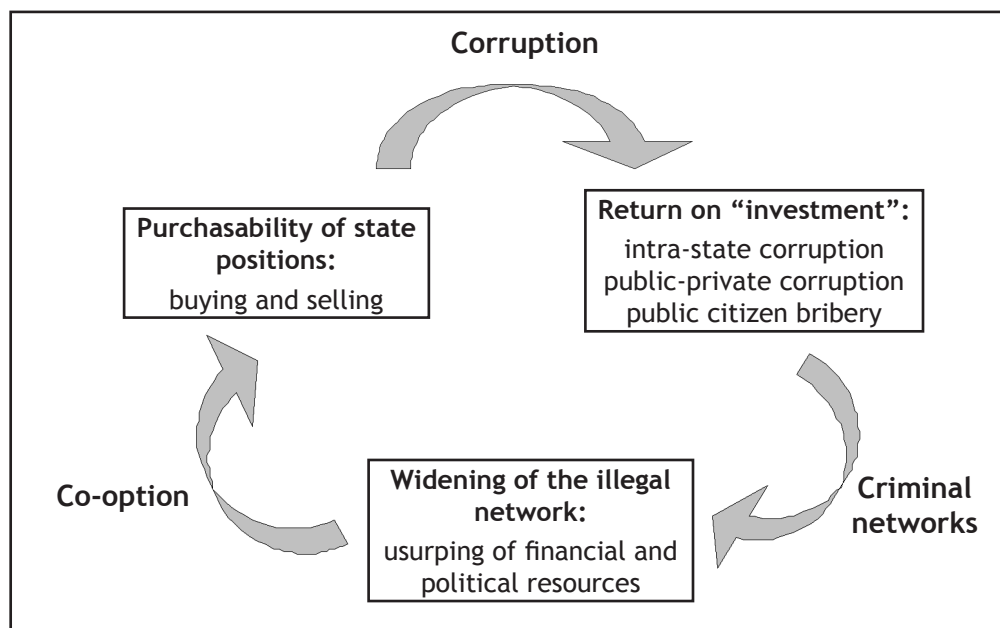 Corruption
Purchasability of state
positions:
buying and selling
Return on “investment”:
intra-state corruption
public-private corruption
public citizen bribery
Co-option
Widening of the illegal
network:
usurping of financial and
political resources
Criminal
networks